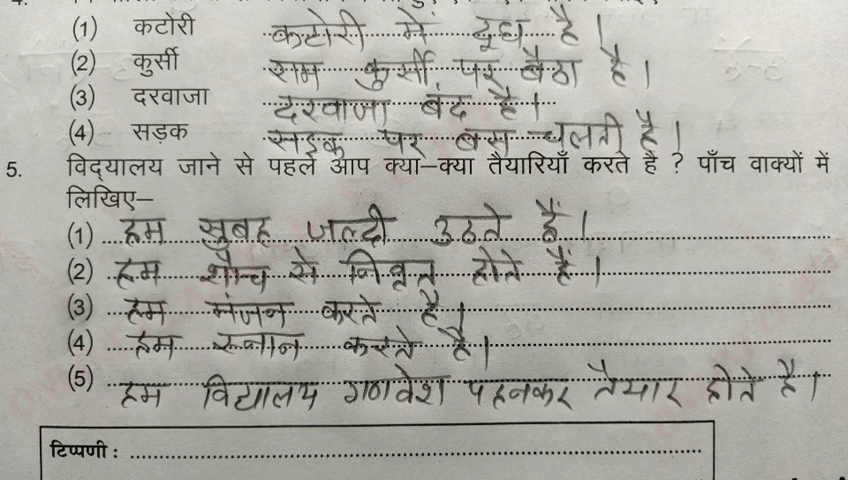 (1) कटोरी कटोरी में दूध है।
(2) कुर्सी राम कुर्सी पर बैठा है।
(3) दरवाजा दरवाजा बंद है।
(4) सड़क सड़क पर बस चलती है।
5. विद्यालय जाने से पहले आप क्या–क्या तैयारियाँ करते है ? पाँच वाक्यों में
लिखिए–
(1) हम सुबह जल्दी उठते हैं।
(2) हम शौच से निवृत होते हैं।
(3) हम मंजन करते है।
(4) हम स्नान करते है।
(5) हम विद्यालय गणवेश पहनकर तैयार होते है।
टिप्पणी :